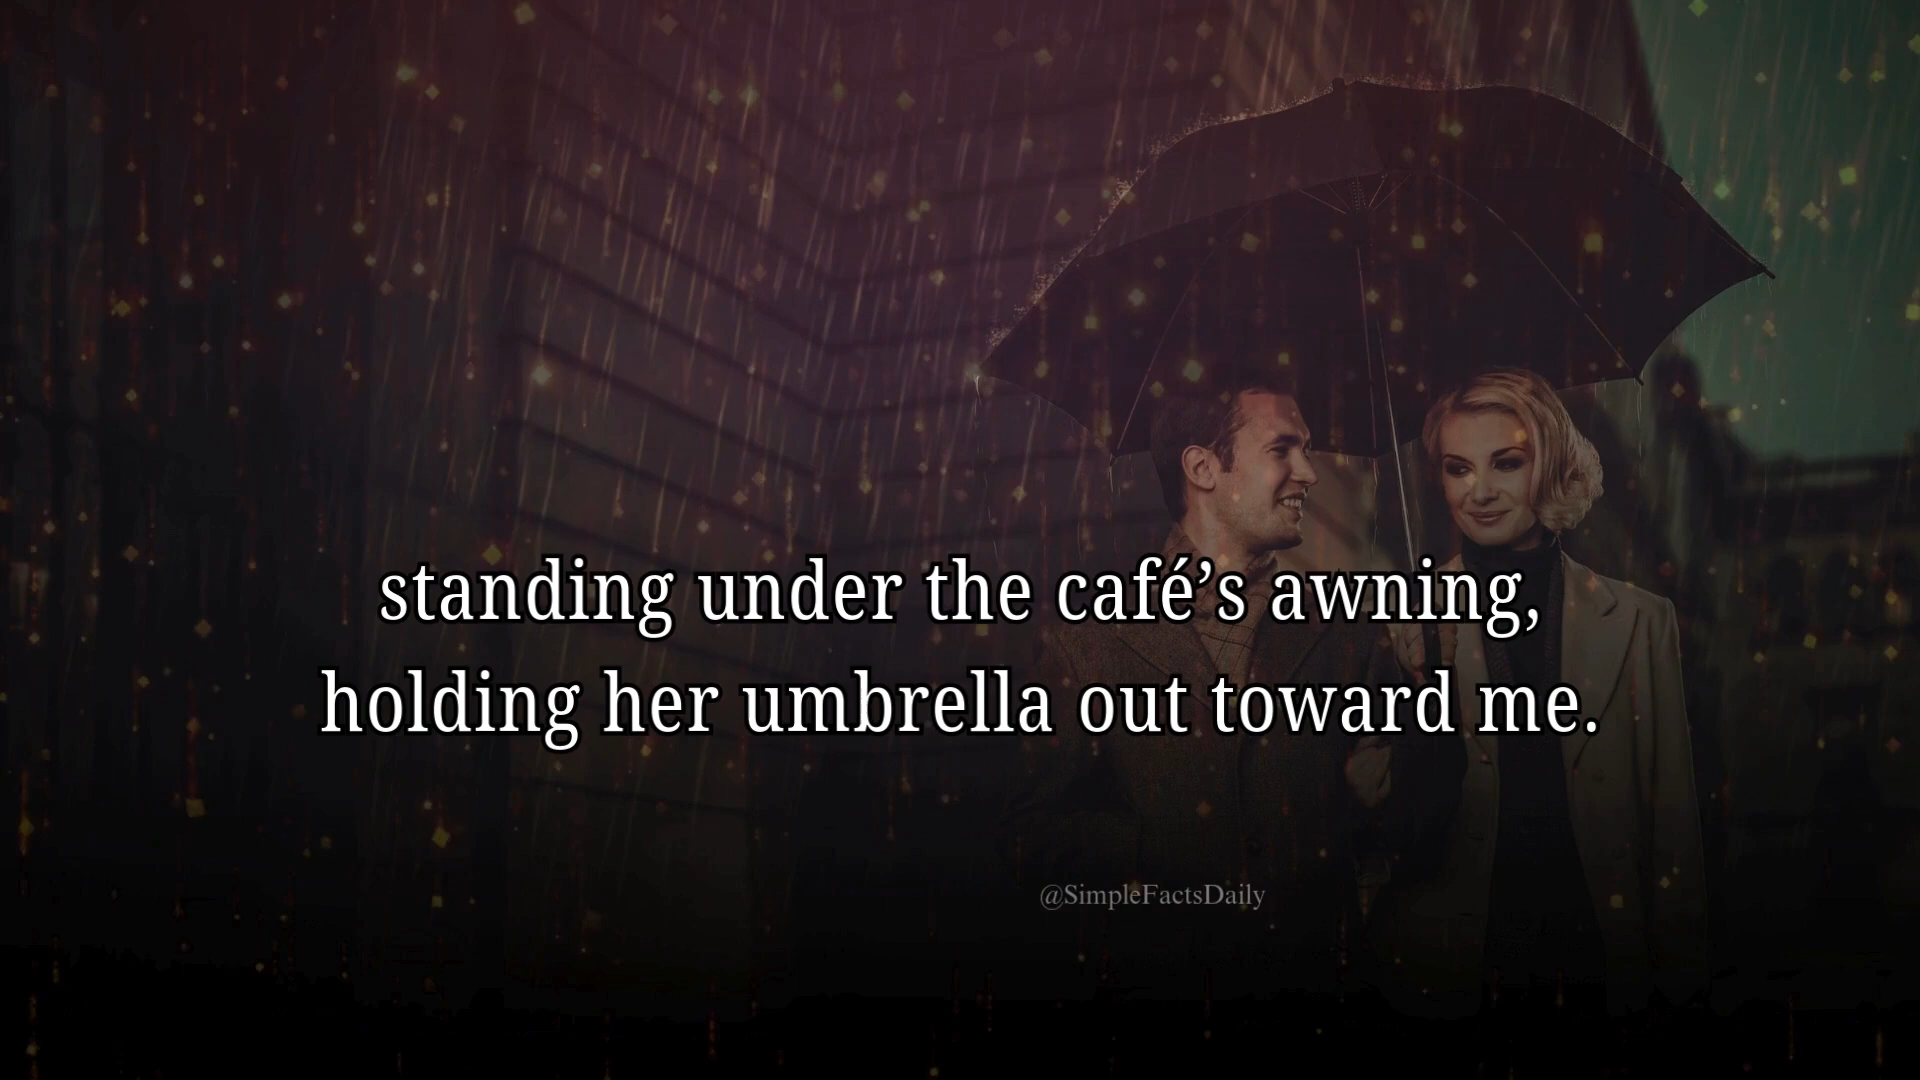 standing under the café’s awning,
holding her umbrella out toward me.
@SimpleFactsDaily